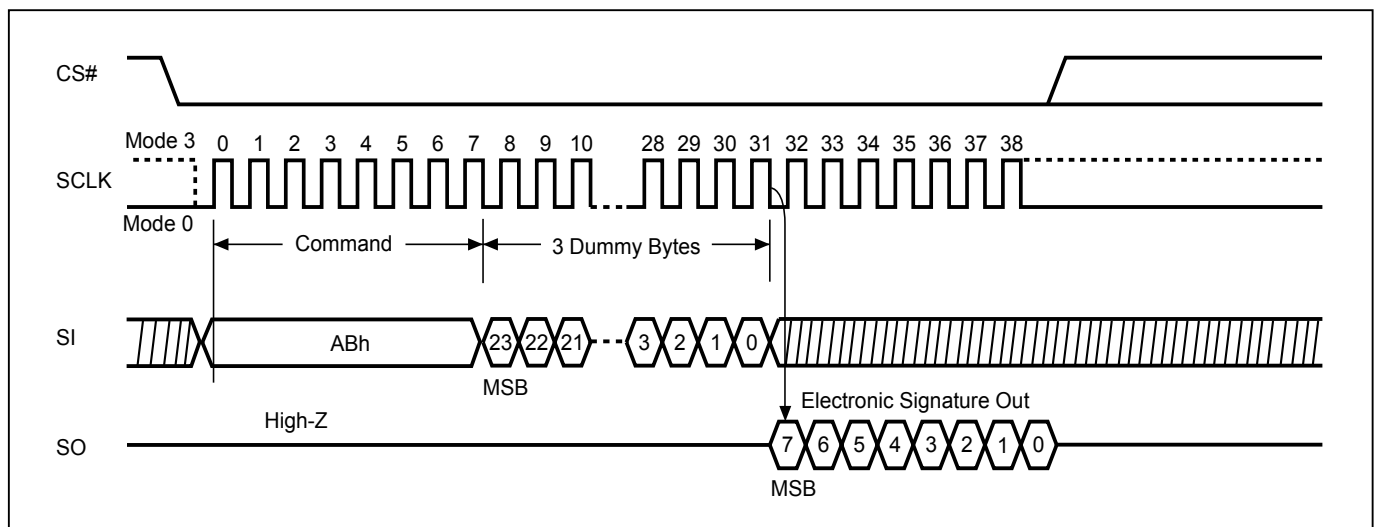 CS#
Mode 3
0 1 2 3 4 5 6 7 8 9 10 28 29 30 31 32 33 34 35 36 37 38
SCLK
Mode 0
Command
3 Dummy Bytes
SI
ABh
23 22 21 3 2 1 0
MSB
Electronic Signature Out
High-Z
SO
7 6 5 4 3 2 1 0
MSB